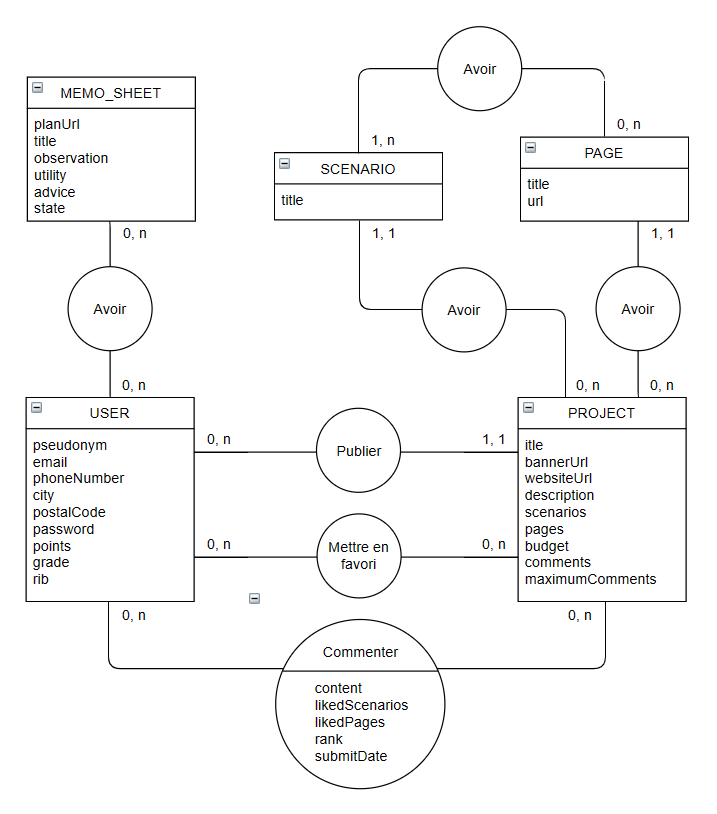 Avoir
MEMO_SHEET
planUrl
title
observation
utility
advice
state
0, n
1, n
0, n
SCENARIO
title
PAGE
title
url
1, 1
1, 1
Avoir
Avoir
Avoir
0, n
0, n
0, n
USER
pseudonym
email
phoneNumber
city
postalCode
password
points
grade
rib
0, n
Publier
1, 1
0, n
Mettre en
favori
0, n
PROJECT
itle
bannerUrl
websiteUrl
description
scenarios
pages
budget
comments
maximumComments
0, n
0, n
Commenter
content
likedScenarios
likedPages
rank
submitDate